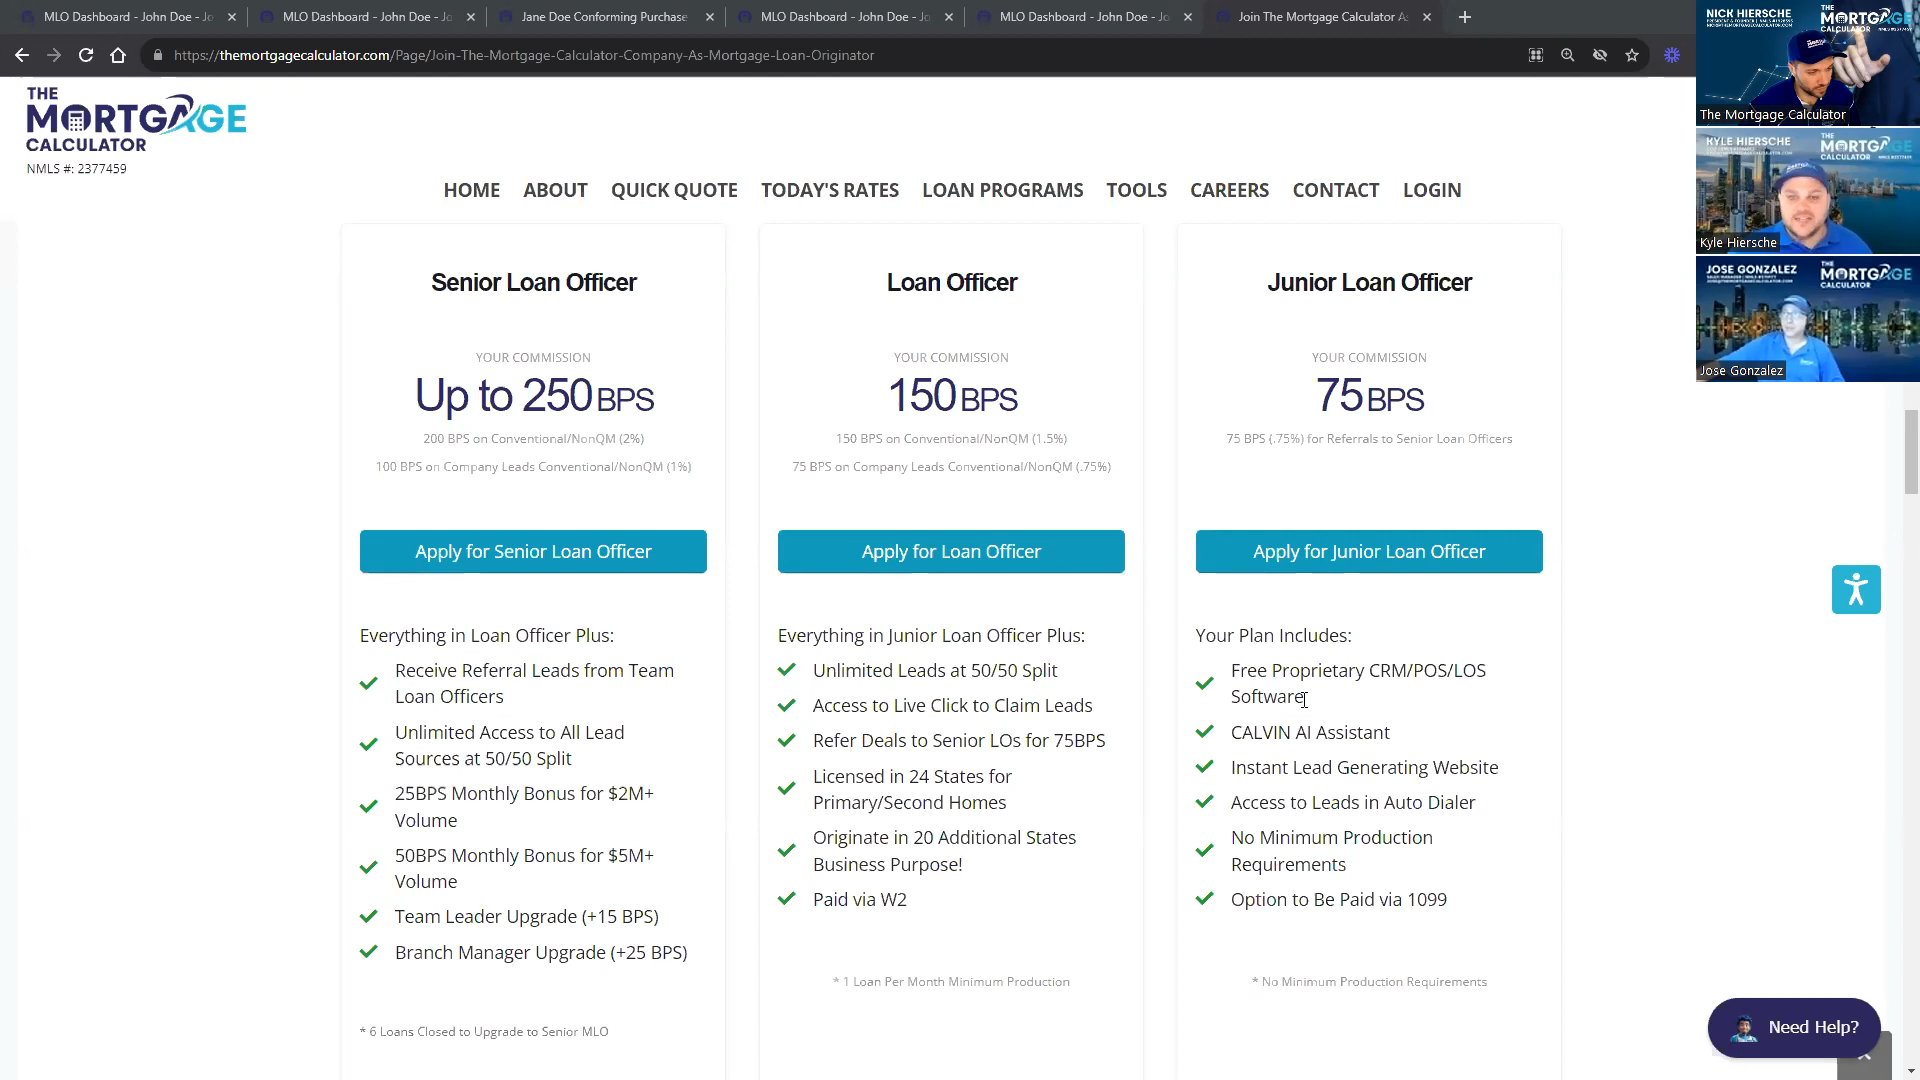 MLO Dashboard - John Doe - Jo
MLO Dashboard - John Doe - J
Jane Doe Conforming Purchase
MLO Dashboard - John Doe - J
MLO Dashboard - John Doe - Jo
Join The Mortgage Calculator As
https://themortgagecalculator.com/Page/Join-The-Mortgage-Calculator-Company-As-Mortgage-Loan-Originator
THE
MORTGAGE
CALCULATOR
NMLS #: 2377459
HOME ABOUT QUICK QUOTE TODAY'S RATES LOAN PROGRAMS TOOLS CAREERS CONTACT LOGIN
Senior Loan Officer
YOUR COMMISSION
Up to 250 BPS
200 BPS on Conventional/NonQM (2%)
100 BPS on Company Leads Conventional/NonQM (1%)
Apply for Senior Loan Officer
Everything in Loan Officer Plus:
Receive Referral Leads from Team
Loan Officers
Unlimited Access to All Lead
Sources at 50/50 Split
25BPS Monthly Bonus for $2M+
Volume
50BPS Monthly Bonus for $5M+
Volume
Team Leader Upgrade (+15 BPS)
Branch Manager Upgrade (+25 BPS)
* 6 Loans Closed to Upgrade to Senior MLO
Loan Officer
YOUR COMMISSION
150 BPS
150 BPS on Conventional/NonQM (1.5%)
75 BPS on Company Leads Conventional/NonQM (.75%)
Apply for Loan Officer
Everything in Junior Loan Officer Plus:
Unlimited Leads at 50/50 Split
Access to Live Click to Claim Leads
Refer Deals to Senior LOs for 75BPS
Licensed in 24 States for
Primary/Second Homes
Originate in 20 Additional States
Business Purpose!
Paid via W2
* 1 Loan Per Month Minimum Production
Junior Loan Officer
YOUR COMMISSION
75 BPS
75 BPS (.75%) for Referrals to Senior Loan Officers
Apply for Junior Loan Officer
Your Plan Includes:
Free Proprietary CRM/POS/LOS
Software
CALVIN AI Assistant
Instant Lead Generating Website
Access to Leads in Auto Dialer
No Minimum Production
Requirements
Option to Be Paid via 1099
* No Minimum Production Requirements
NICK HIERSCHE
THE
MORTGAGE
CALCULATOR
The Mortgage Calculator
KYLE HIERSCHE
THE
MORTGAGE
CALCULATOR
Kyle Hiersche
JOSE GONZALEZ
THE
MORTGAGE
CALCULATOR
Jose Gonzalez
Need Help?